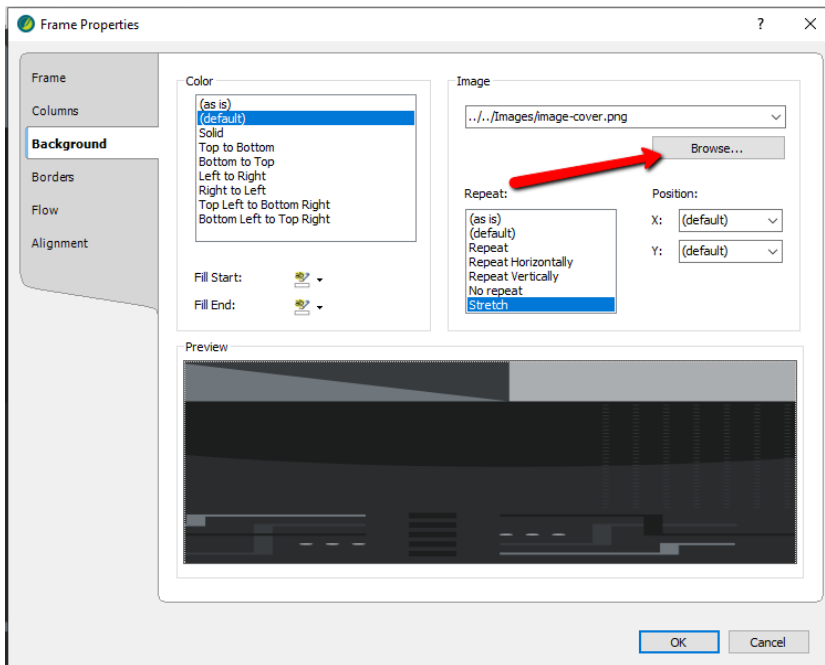 Frame Properties
?
Frame
Columns
Background
Borders
Flow
Alignment
Color
(as is)
(default)
Solid
Top to Bottom
Bottom to Top
Left to Right
Right to Left
Top Left to Bottom Right
Bottom Left to Top Right
Fill Start:
Fill End:
Image
../../Images/image-cover.png
Browse...
Repeat:
(as is)
(default)
Repeat
Repeat Horizontally
Repeat Vertically
No repeat
Stretch
Position:
X: (default)
Y: (default)
Preview
OK
Cancel